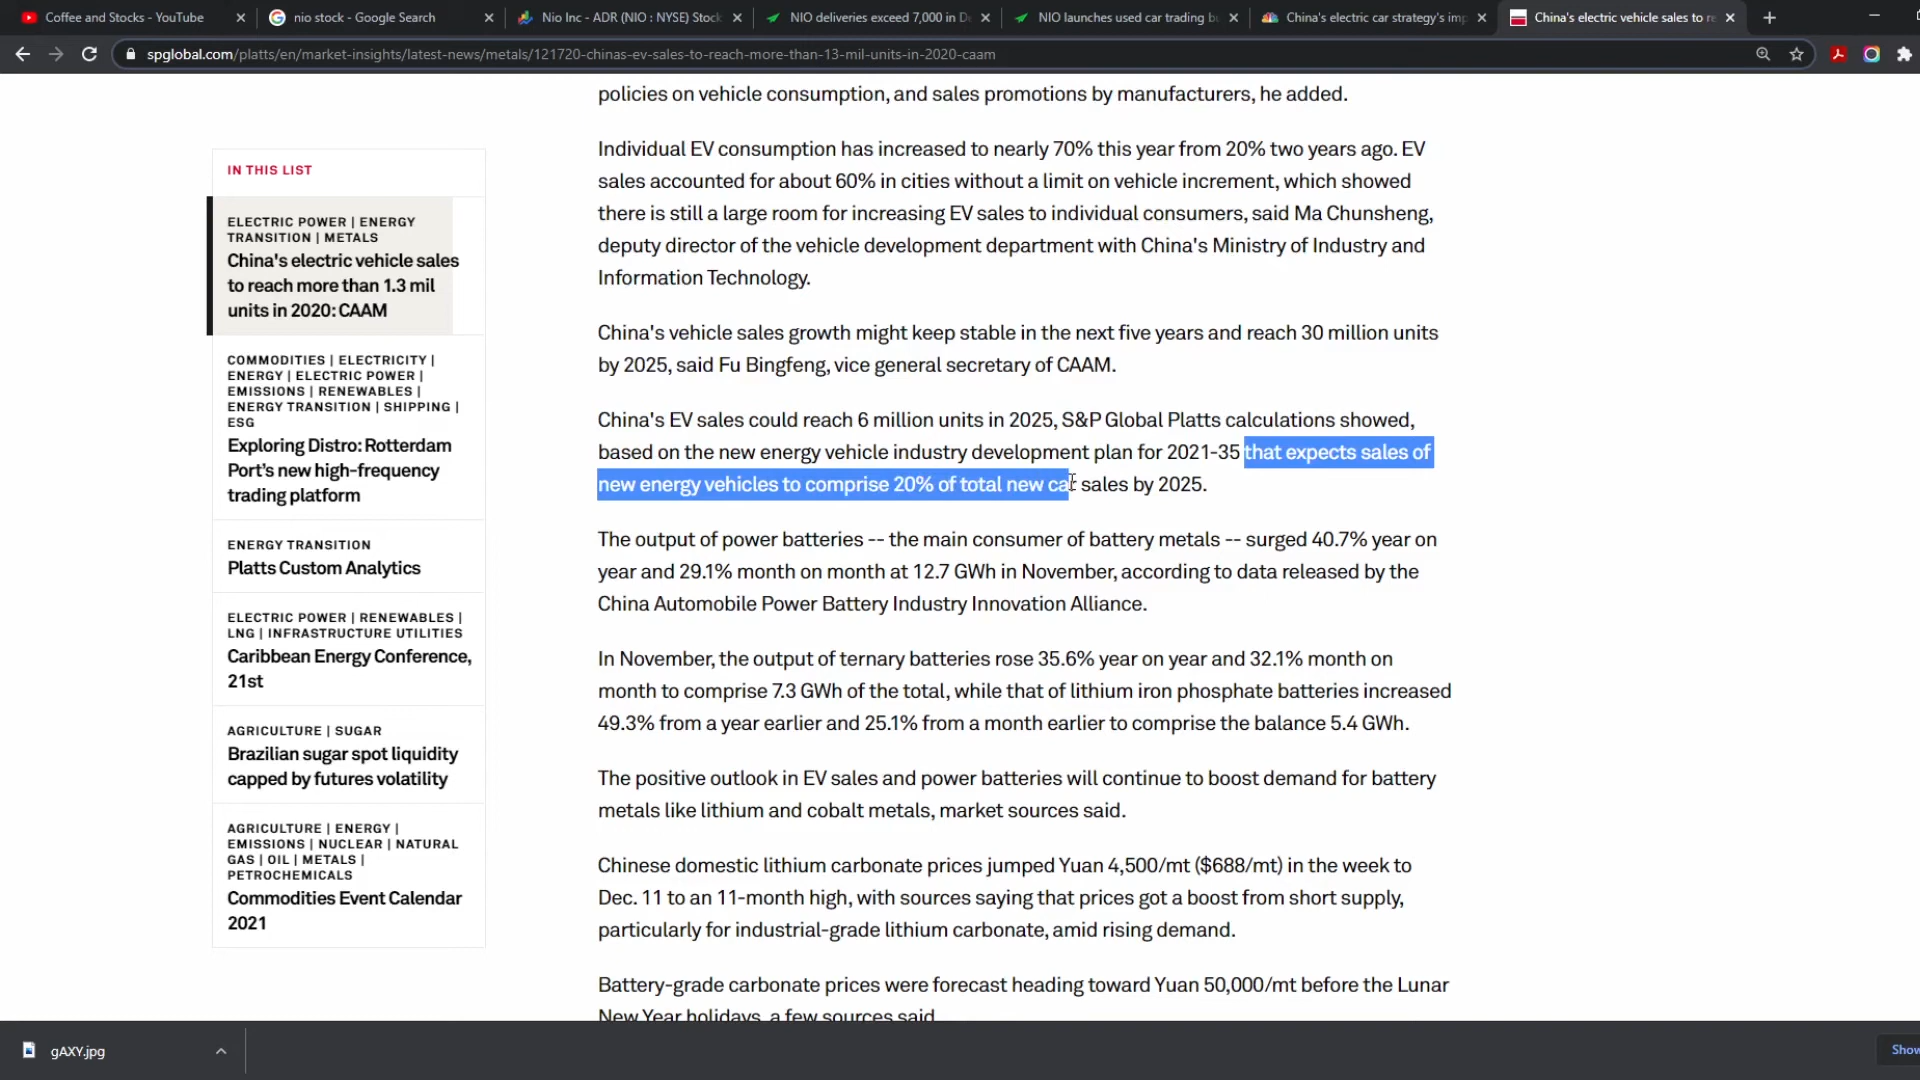 Coffee and Stocks - YouTube
nio stock - Google Search
Nio Inc - ADR (NIO : NYSE) Stock
NIO deliveries exceed 7,000 in D
NIO launches used car trading b
China's electric car strategy's imp
China's electric vehicle sales to re
spglobal.com/platts/en/market-insights/latest-news/metals/121720-chinas-ev-sales-to-reach-more-than-13-mil-units-in-2020-caam
IN THIS LIST
ELECTRIC POWER | ENERGY
TRANSITION | METALS
China's electric vehicle sales
to reach more than 1.3 mil
units in 2020: CAAM
COMMODITIES | ELECTRICITY |
ENERGY | ELECTRIC POWER |
EMISSIONS | RENEWABLES |
ENERGY TRANSITION | SHIPPING |
ESG
Exploring Distro: Rotterdam
Port's new high-frequency
trading platform
ENERGY TRANSITION
Platts Custom Analytics
ELECTRIC POWER | RENEWABLES |
LNG | INFRASTRUCTURE UTILITIES
Caribbean Energy Conference,
21st
AGRICULTURE | SUGAR
Brazilian sugar spot liquidity
capped by futures volatility
AGRICULTURE | ENERGY |
EMISSIONS | NUCLEAR | NATURAL
GAS | OIL | METALS |
PETROCHEMICALS
Commodities Event Calendar
2021
policies on vehicle consumption, and sales promotions by manufacturers, he added.
Individual EV consumption has increased to nearly 70% this year from 20% two years ago. EV
sales accounted for about 60% in cities without a limit on vehicle increment, which showed
there is still a large room for increasing EV sales to individual consumers, said Ma Chunsheng,
deputy director of the vehicle development department with China's Ministry of Industry and
Information Technology.
China's vehicle sales growth might keep stable in the next five years and reach 30 million units
by 2025, said Fu Bingfeng, vice general secretary of CAAM.
China's EV sales could reach 6 million units in 2025, S&P Global Platts calculations showed,
based on the new energy vehicle industry development plan for 2021-35 that expects sales of
new energy vehicles to comprise 20% of total new car sales by 2025.
The output of power batteries -- the main consumer of battery metals -- surged 40.7% year on
year and 29.1% month on month at 12.7 GWh in November, according to data released by the
China Automobile Power Battery Industry Innovation Alliance.
In November, the output of ternary batteries rose 35.6% year on year and 32.1% month on
month to comprise 7.3 GWh of the total, while that of lithium iron phosphate batteries increased
49.3% from a year earlier and 25.1% from a month earlier to comprise the balance 5.4 GWh.
The positive outlook in EV sales and power batteries will continue to boost demand for battery
metals like lithium and cobalt metals, market sources said.
Chinese domestic lithium carbonate prices jumped Yuan 4,500/mt ($688/mt) in the week to
Dec. 11 to an 11-month high, with sources saying that prices got a boost from short supply,
particularly for industrial-grade lithium carbonate, amid rising demand.
Battery-grade carbonate prices were forecast heading toward Yuan 50,000/mt before the Lunar
New Year holidays, a few sources said.
gAXY.jpg
Show